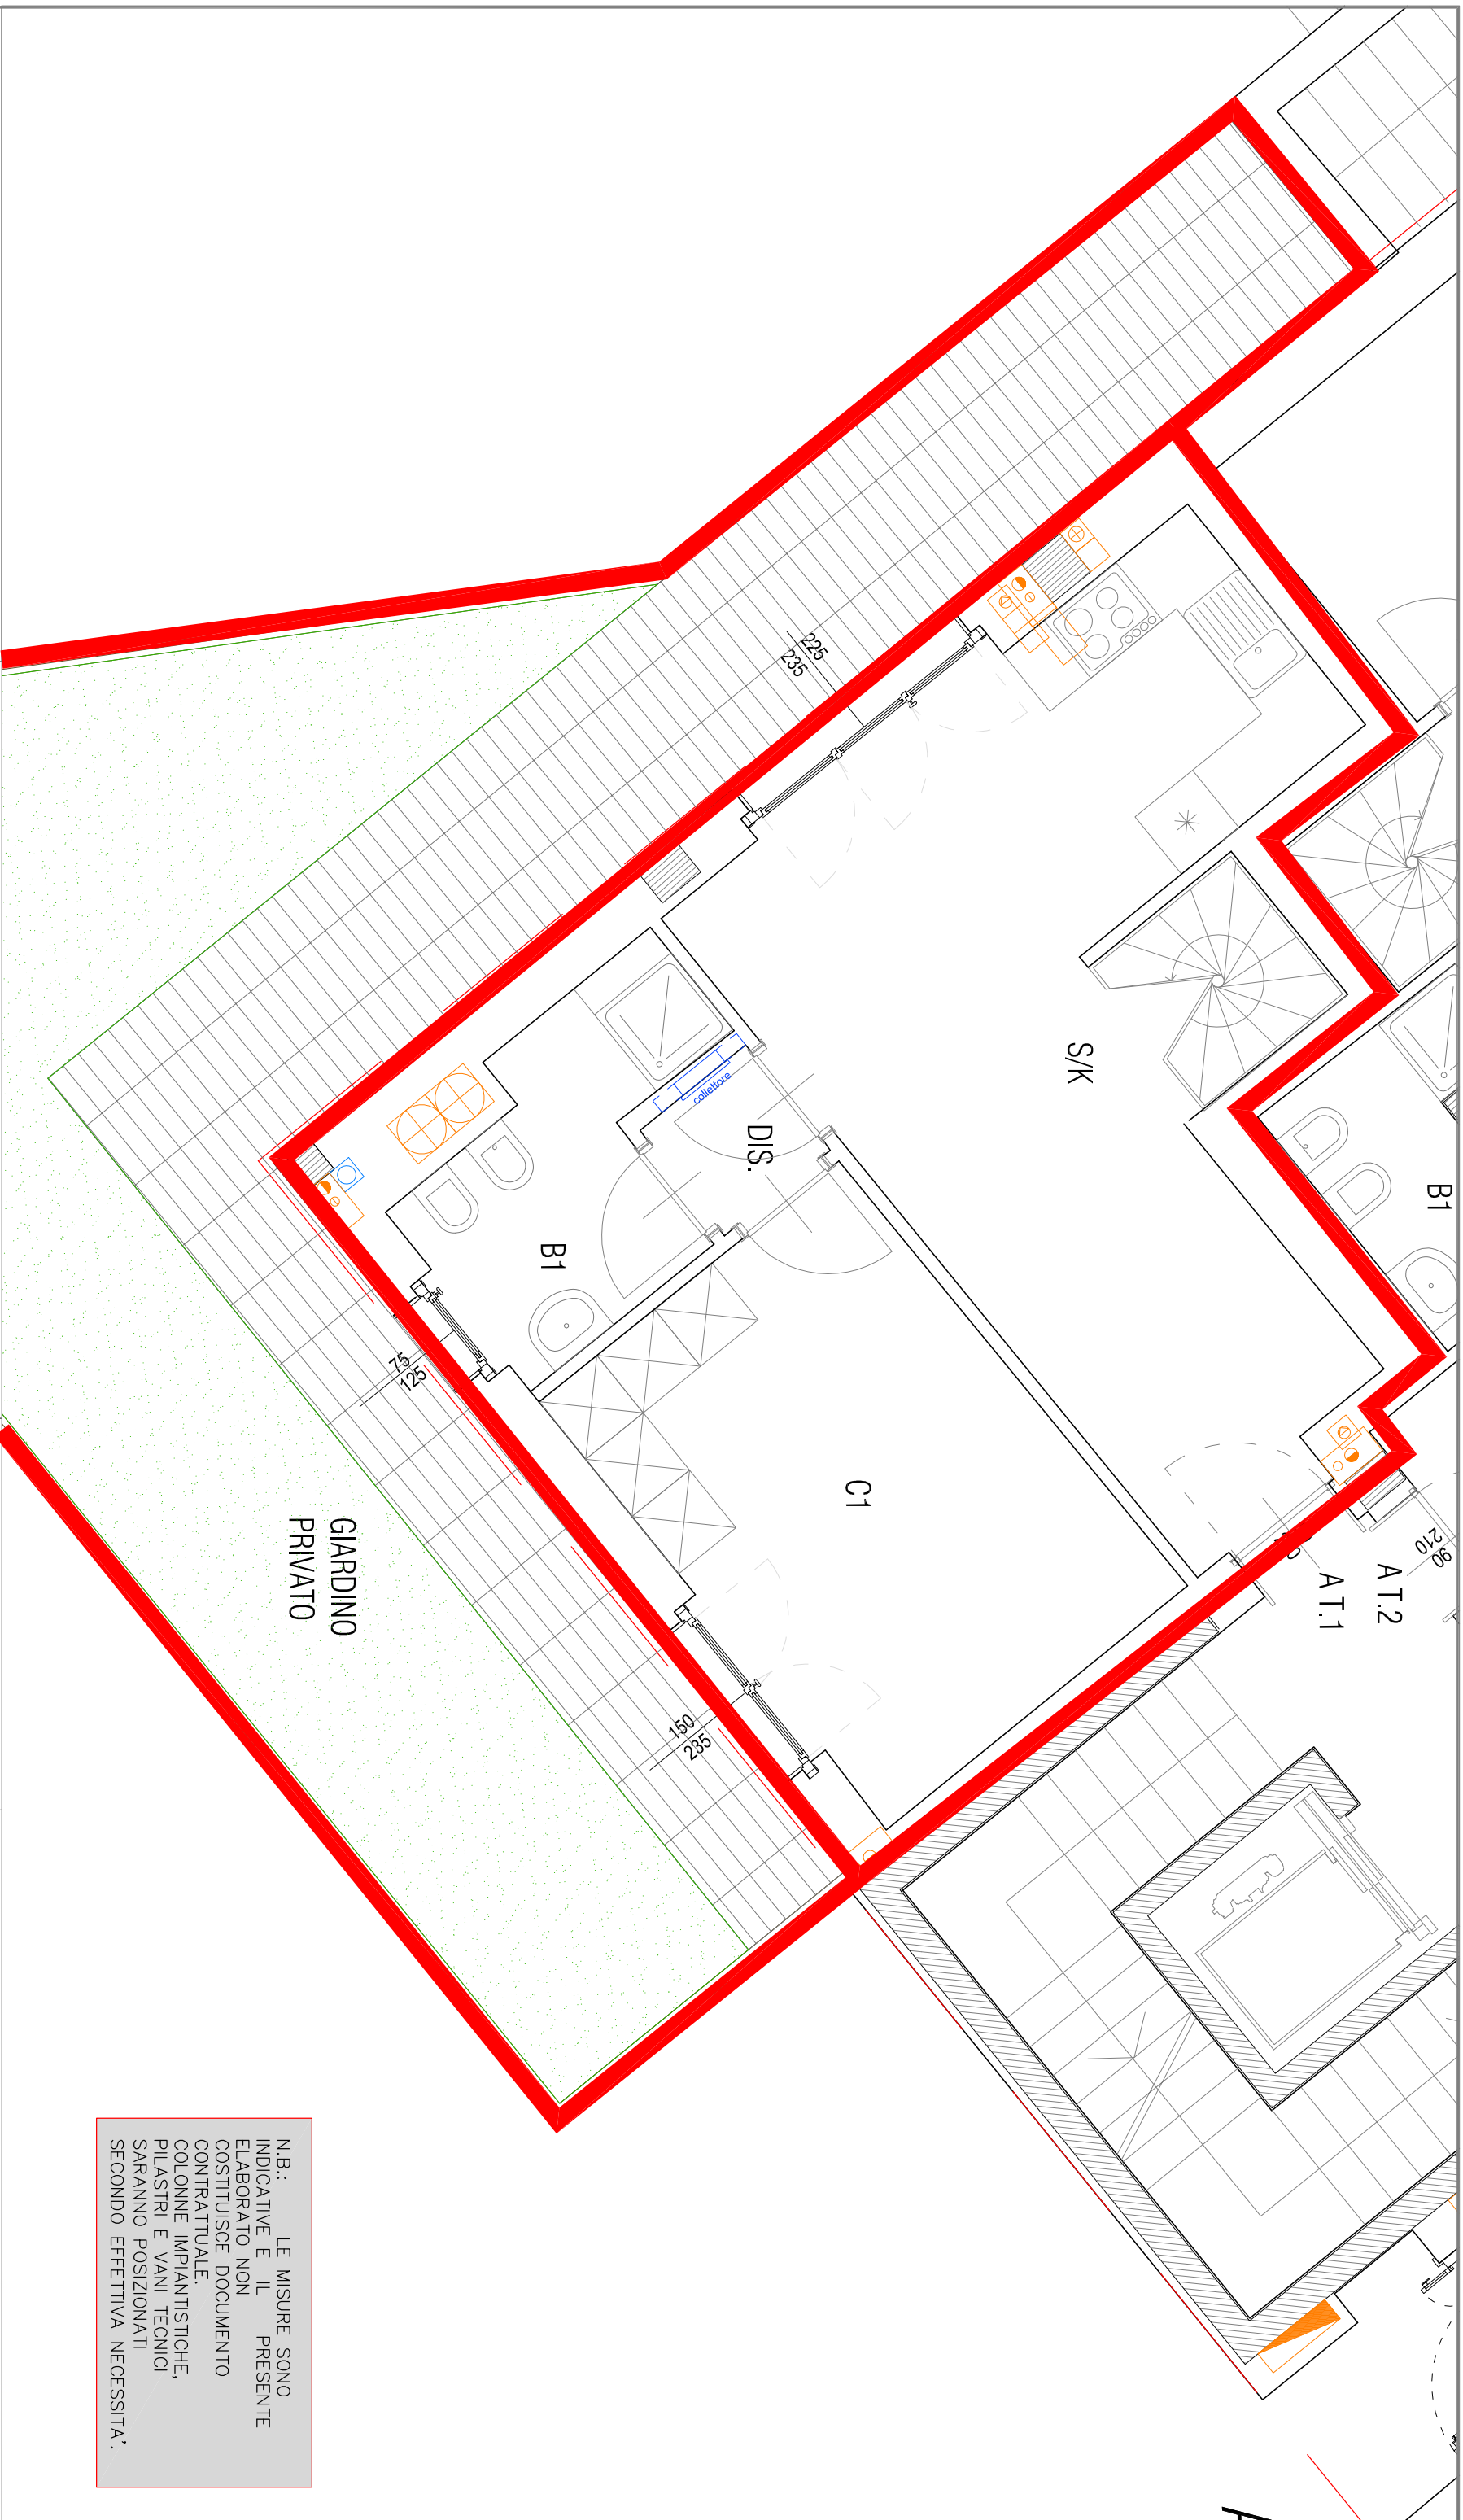 225
235
S/K
collettore
DIS.
B1
B1
75
125
C1
150
235
GIARDINO
PRIVATO
A T.1
A T.2
90
210
N.B.: LE MISURE SONO
INDICATIVE E IL PRESENTE
ELABORATO NON
COSTITUISCE DOCUMENTO
CONTRATTUALE.
COLONNE IMPIANTISTICHE,
PILASTRI E VANI TECNICI
SARANNO POSIZIONATI
SECONDO EFFETTIVA NECESSITA'.